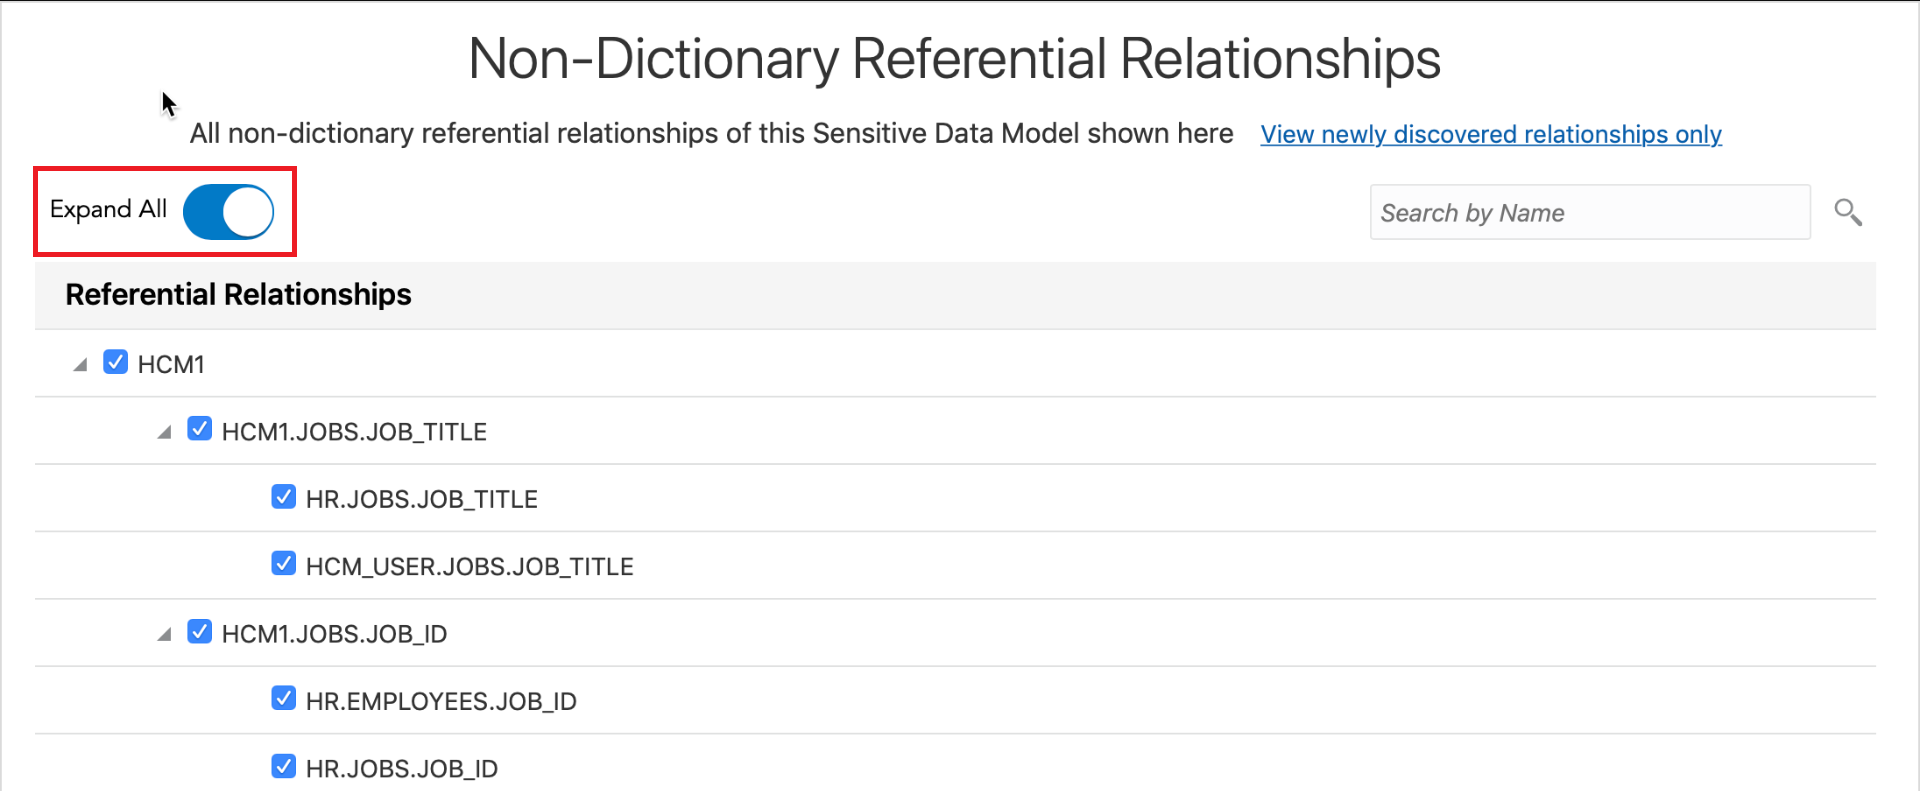 Non-Dictionary Referential Relationships
All non-dictionary referential relationships of this Sensitive Data Model shown here View newly discovered relationships only
Expand All
Search by Name
Referential Relationships
HCM1
HCM1.JOBS.JOB_TITLE
HR.JOBS.JOB_TITLE
HCM_USER.JOBS.JOB_TITLE
HCM1.JOBS.JOB_ID
HR.EMPLOYEES.JOB_ID
HR.JOBS.JOB_ID